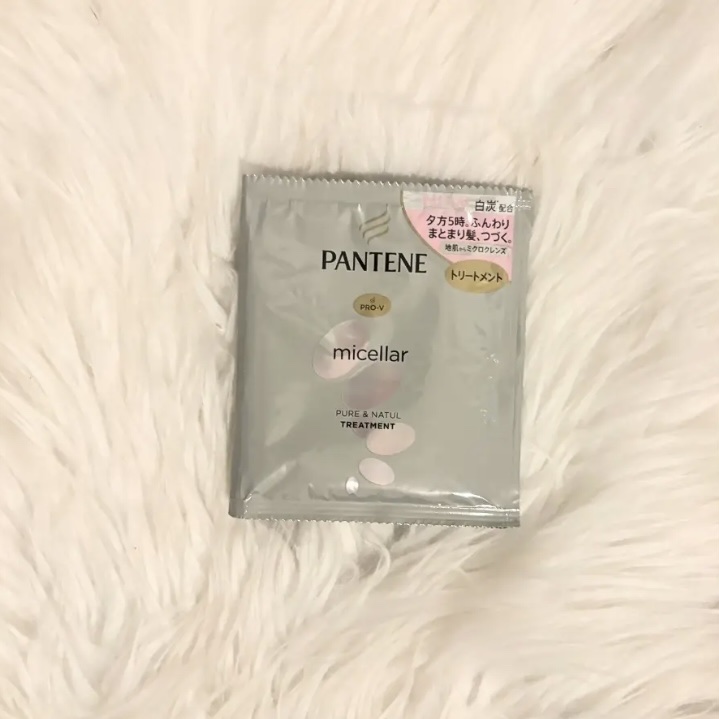 白炭 配合
夕方5時。ふんわり
まとまり髪、つづく。
地肌からミクロクレンズ
トリートメント
PANTENE
PRO-V
micellar
PURE & NATUL
TREATMENT